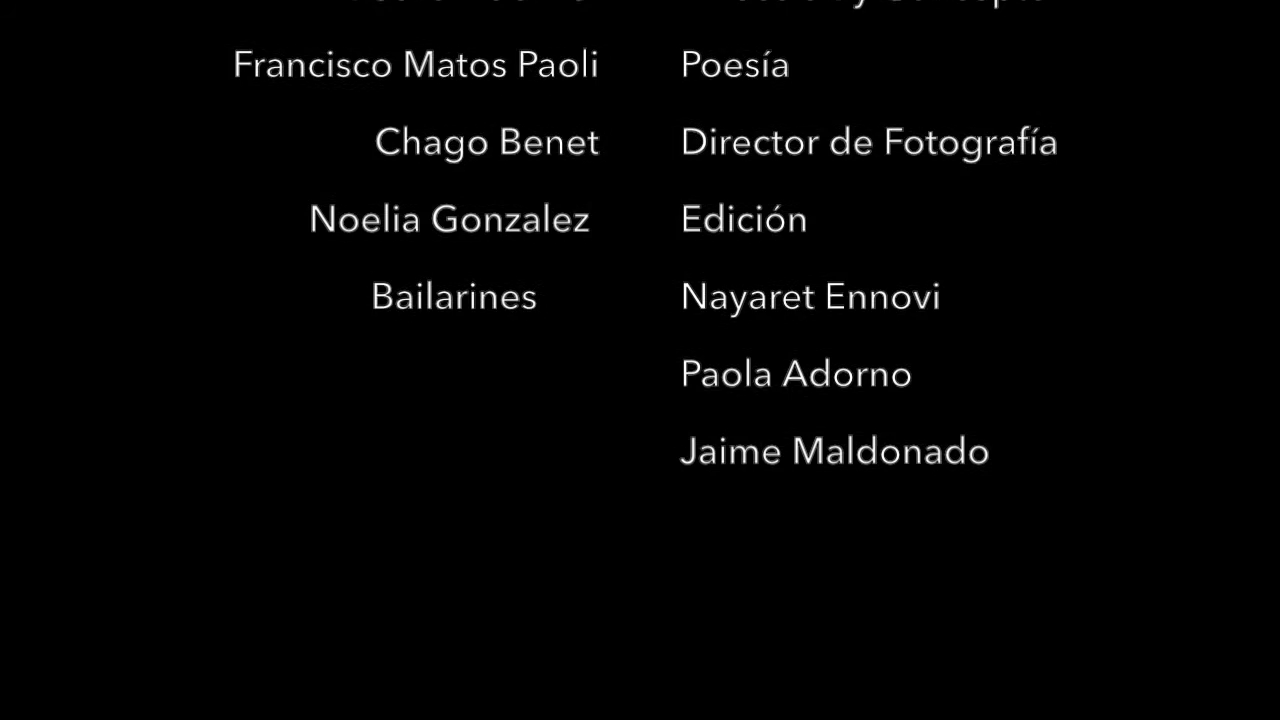 Francisco Matos Paoli Poesía
Chago Benet Director de Fotografía
Noelia Gonzalez Edición
Bailarines Nayaret Ennovi
Paola Adorno
Jaime Maldonado